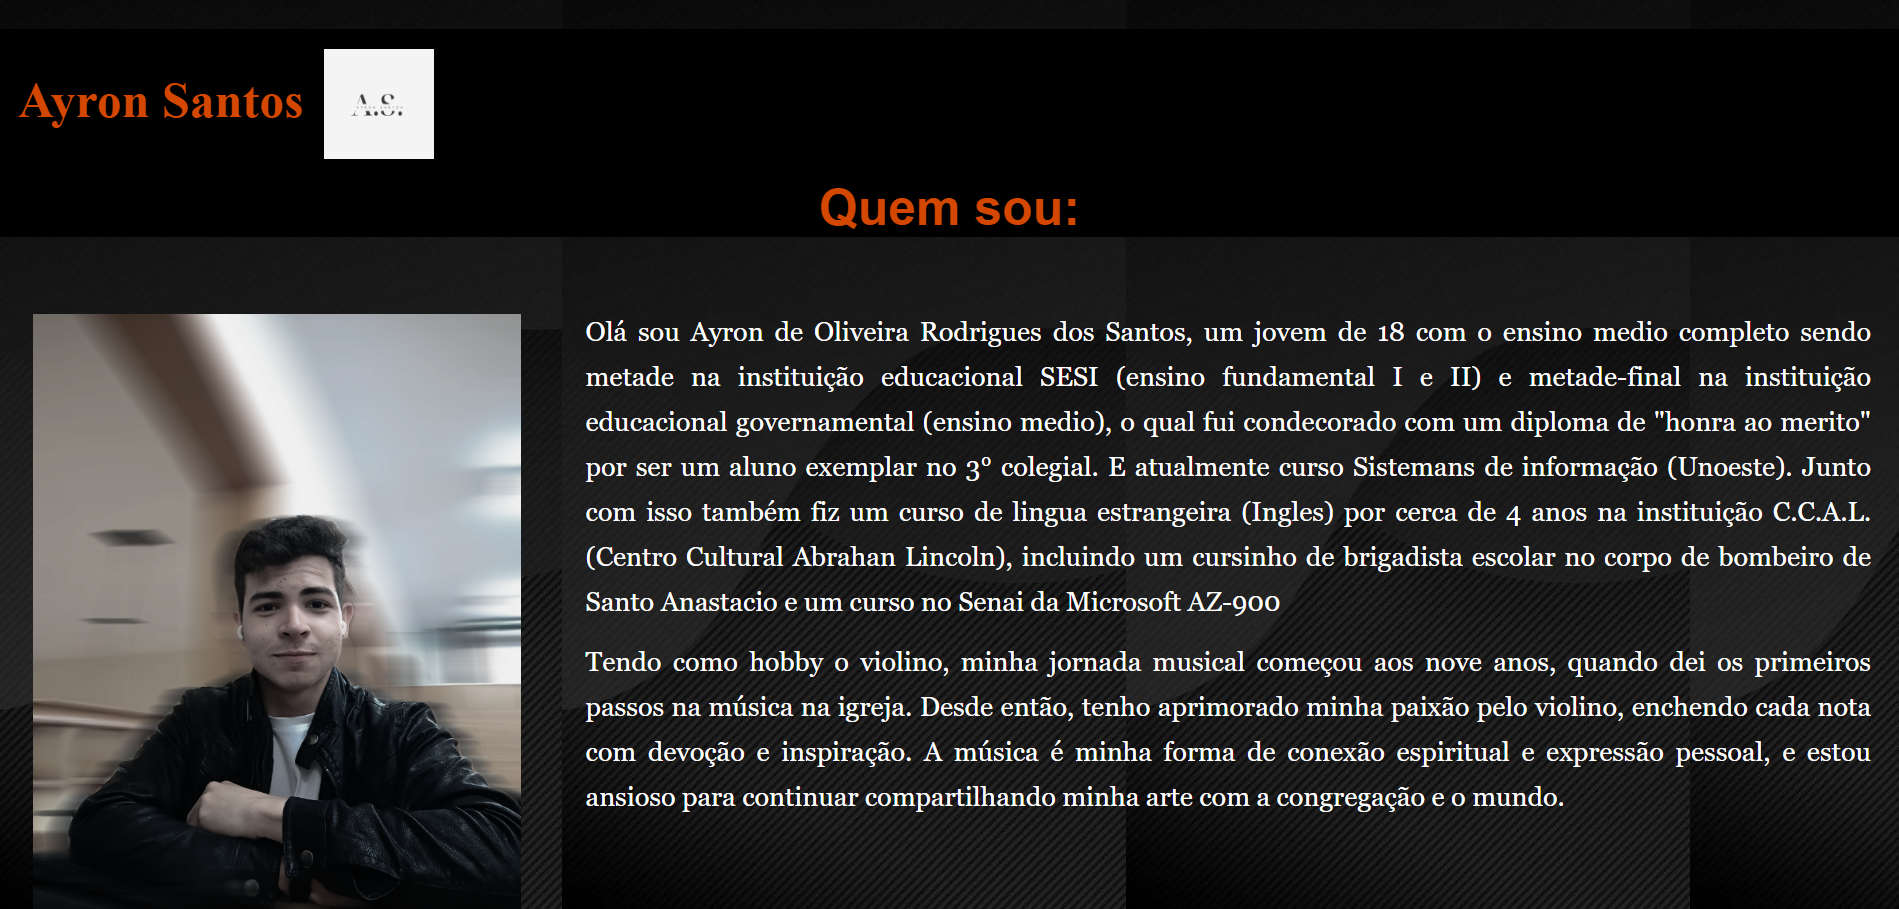 Ayron Santos
A.S.
AYRON SANTOS
Quem sou:
Olá sou Ayron de Oliveira Rodrigues dos Santos, um jovem de 18 com o ensino medio completo sendo
metade na instituição educacional SESI (ensino fundamental I e II) e metade-final na instituição
educacional governamental (ensino medio), o qual fui condecorado com um diploma de "honra ao merito"
por ser um aluno exemplar no 3º colegial. E atualmente curso Sistemans de informação (Unoeste). Junto
com isso também fiz um curso de lingua estrangeira (Ingles) por cerca de 4 anos na instituição C.C.A.L.
(Centro Cultural Abrahan Lincoln), incluindo um cursinho de brigadista escolar no corpo de bombeiro de
Santo Anastacio e um curso no Senai da Microsoft AZ-900
Tendo como hobby o violino, minha jornada musical começou aos nove anos, quando dei os primeiros
passos na música na igreja. Desde então, tenho aprimorado minha paixão pelo violino, enchendo cada nota
com devoção e inspiração. A música é minha forma de conexão espiritual e expressão pessoal, e estou
ansioso para continuar compartilhando minha arte com a congregação e o mundo.